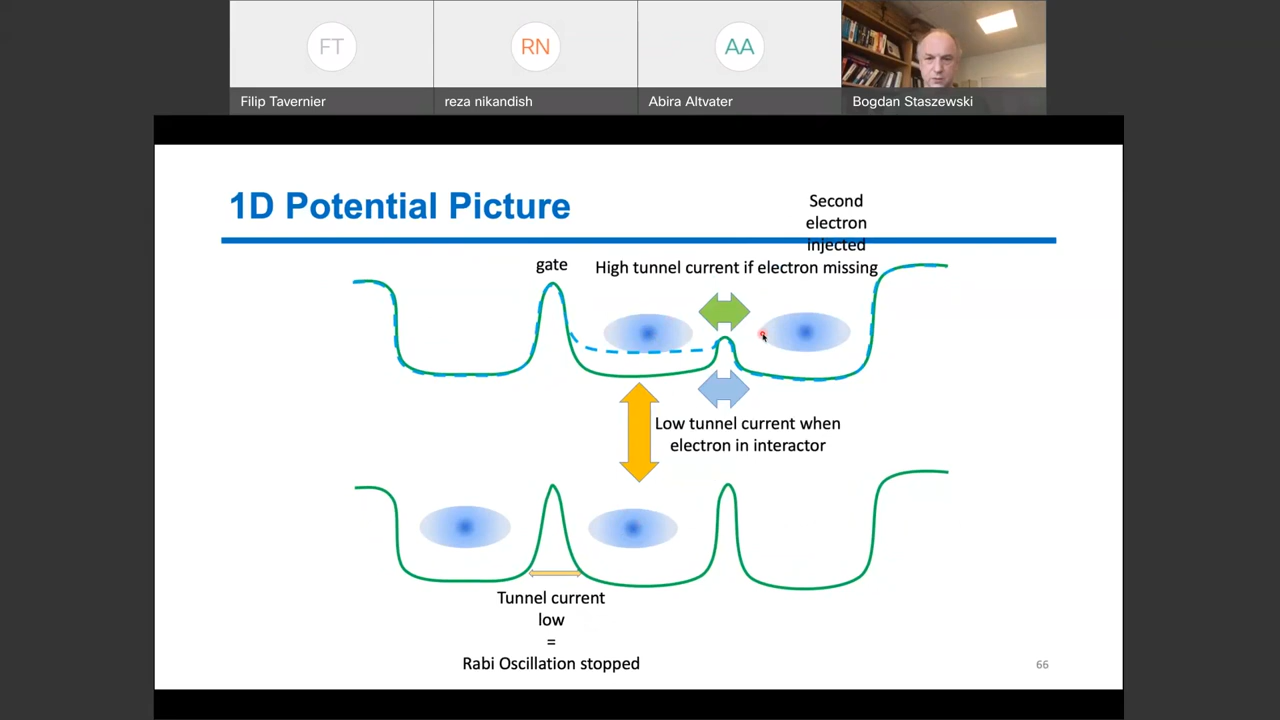 FT
RN
AA
Filip Tavernier
reza nikandish
Abira Altvater
Bogdan Staszewski
1D Potential Picture
Second
electron
injected
gate
High tunnel current if electron missing
Low tunnel current when
electron in interactor
Tunnel current
low
=
Rabi Oscillation stopped
66